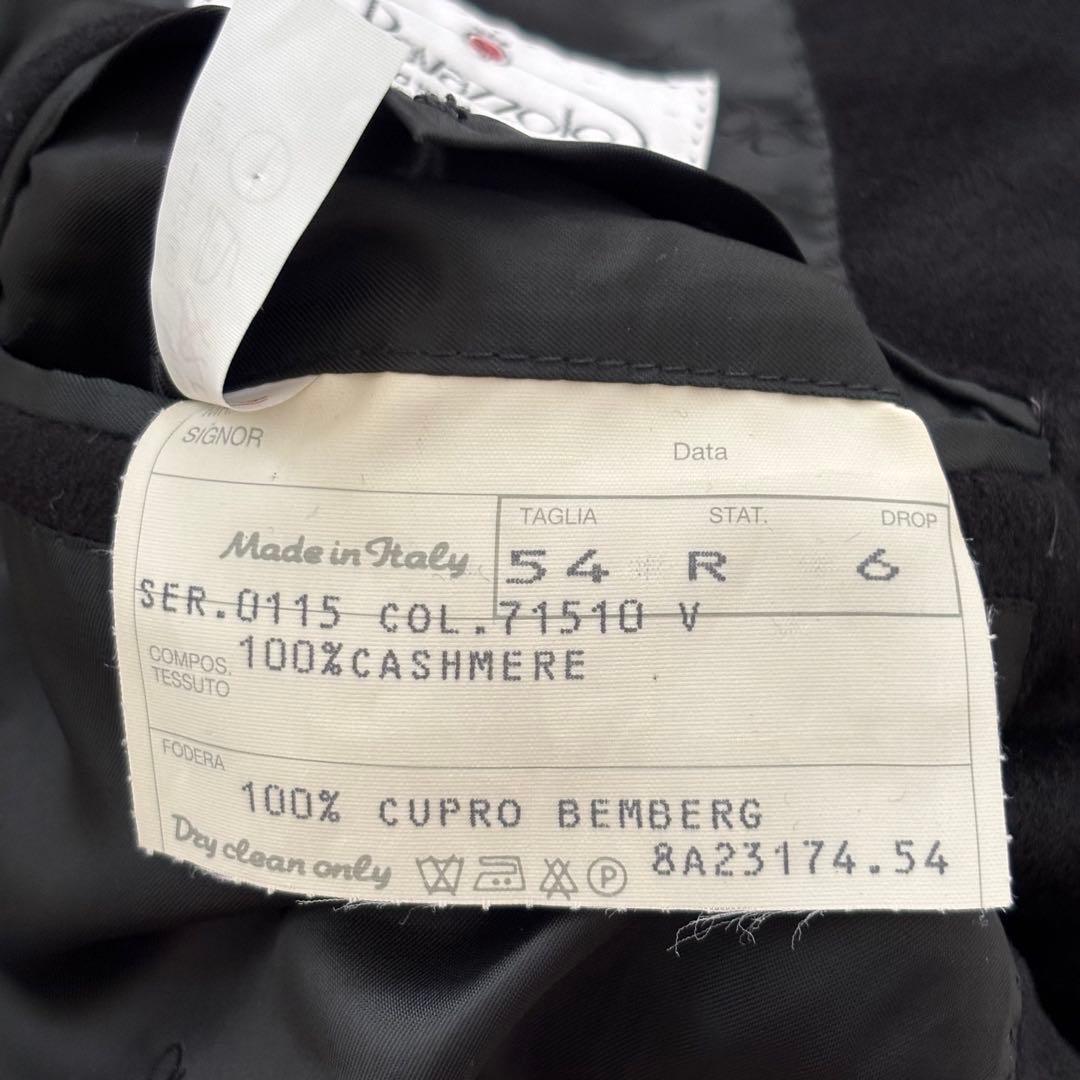 SIGNOR
Data
TAGLIA STAT. DROP
Made in Italy
54 R 6
SER.0115 COL.71510 V
COMPOS.
TESSUTO
100%CASHMERE
FODERA
100% CUPRO BEMBERG
8A23174.54
Dry clean only
P